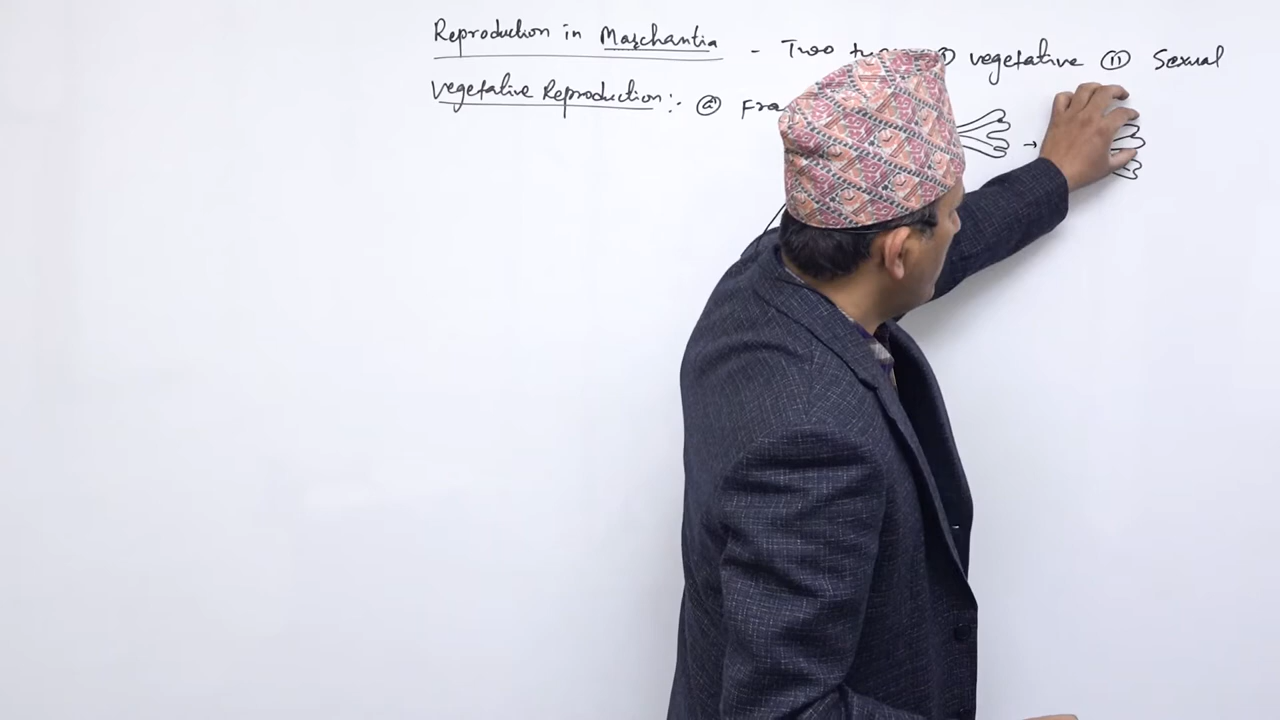 Reproduction in Marchantia - Two vegetative (ii) Sexual
vegetative Reproduction :- (a)